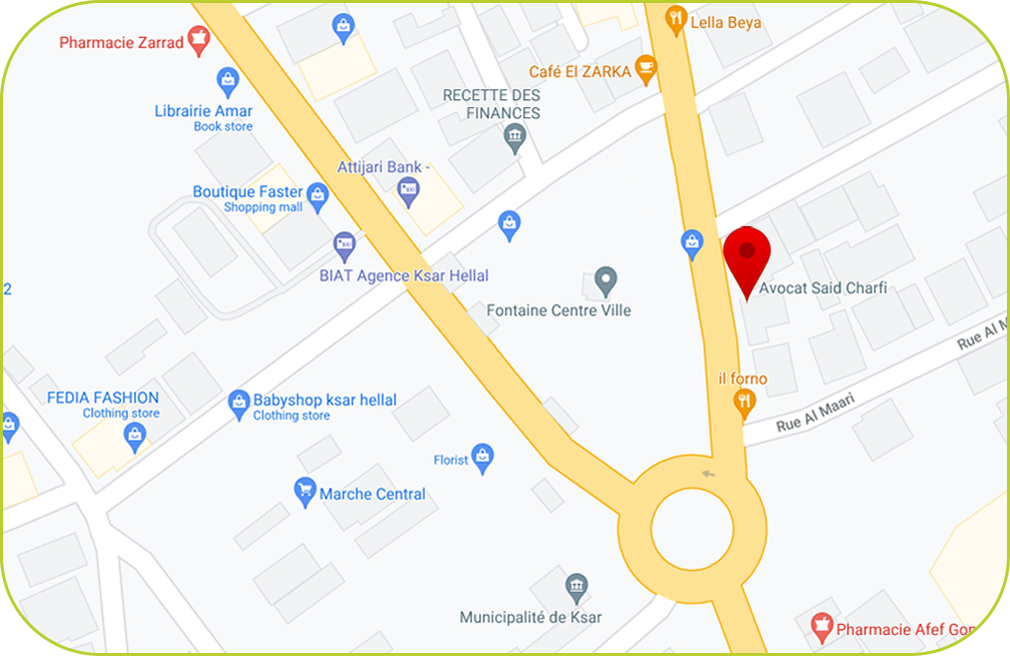 Lella Beya
Pharmacie Zarrad
Café El ZARKA
RECETTE DES
FINANCES
Librairie Amar
Book store
Attijari Bank -
Boutique Faster
Shopping mall
BIAT Agence Ksar Hellal
2
Avocat Said Charfi
Fontaine Centre Ville
Rue Al M
il forno
FEDIA FASHION
Clothing store
Babyshop ksar hellal
Clothing store
Rue Al Maari
Florist
Marche Central
Municipalité de Ksar
Pharmacie Afef Gor